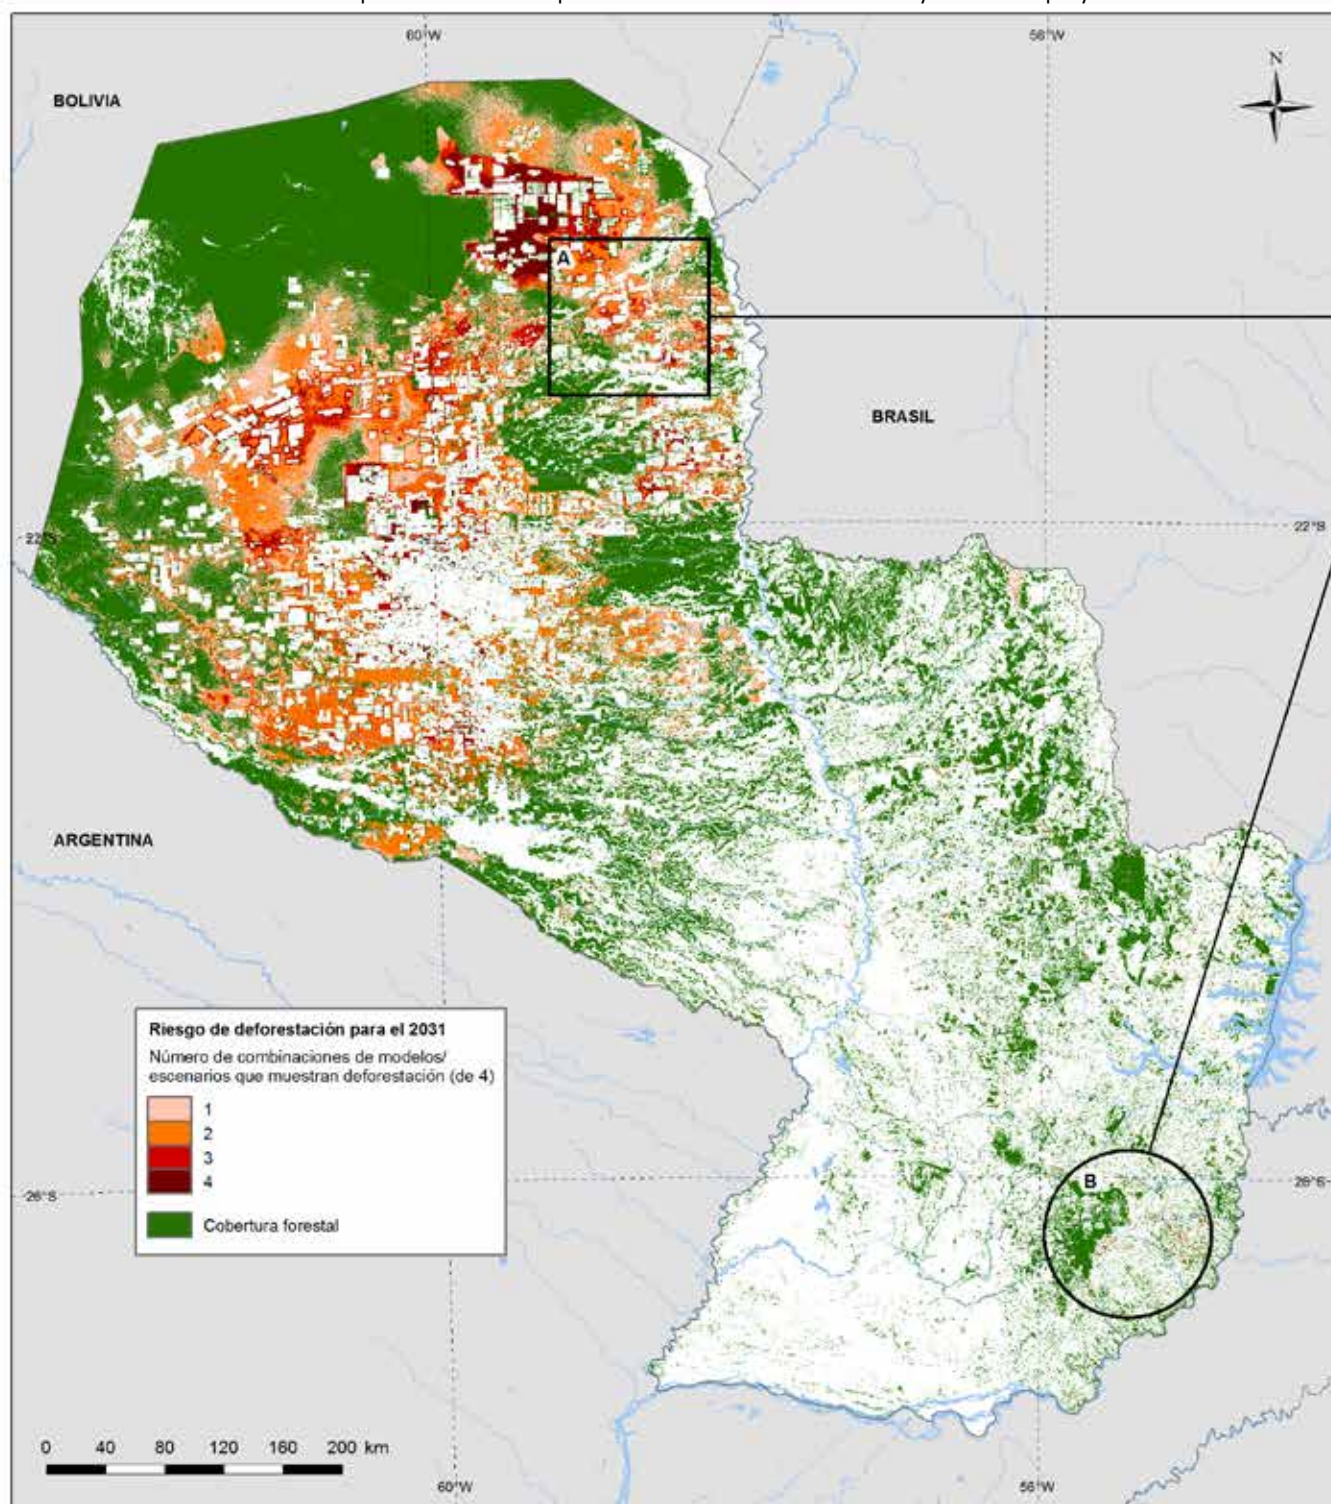 60°W
56°W
N
BOLIVIA
A
BRASIL
22°S
22°S
ARGENTINA
Riesgo de deforestación para el 2031
Número de combinaciones de modelos/
escenarios que muestran deforestación (de 4)
1
2
3
4
Cobertura forestal
B
26°S
26°S
0 40 80 120 160 200 km
60°W
56°W